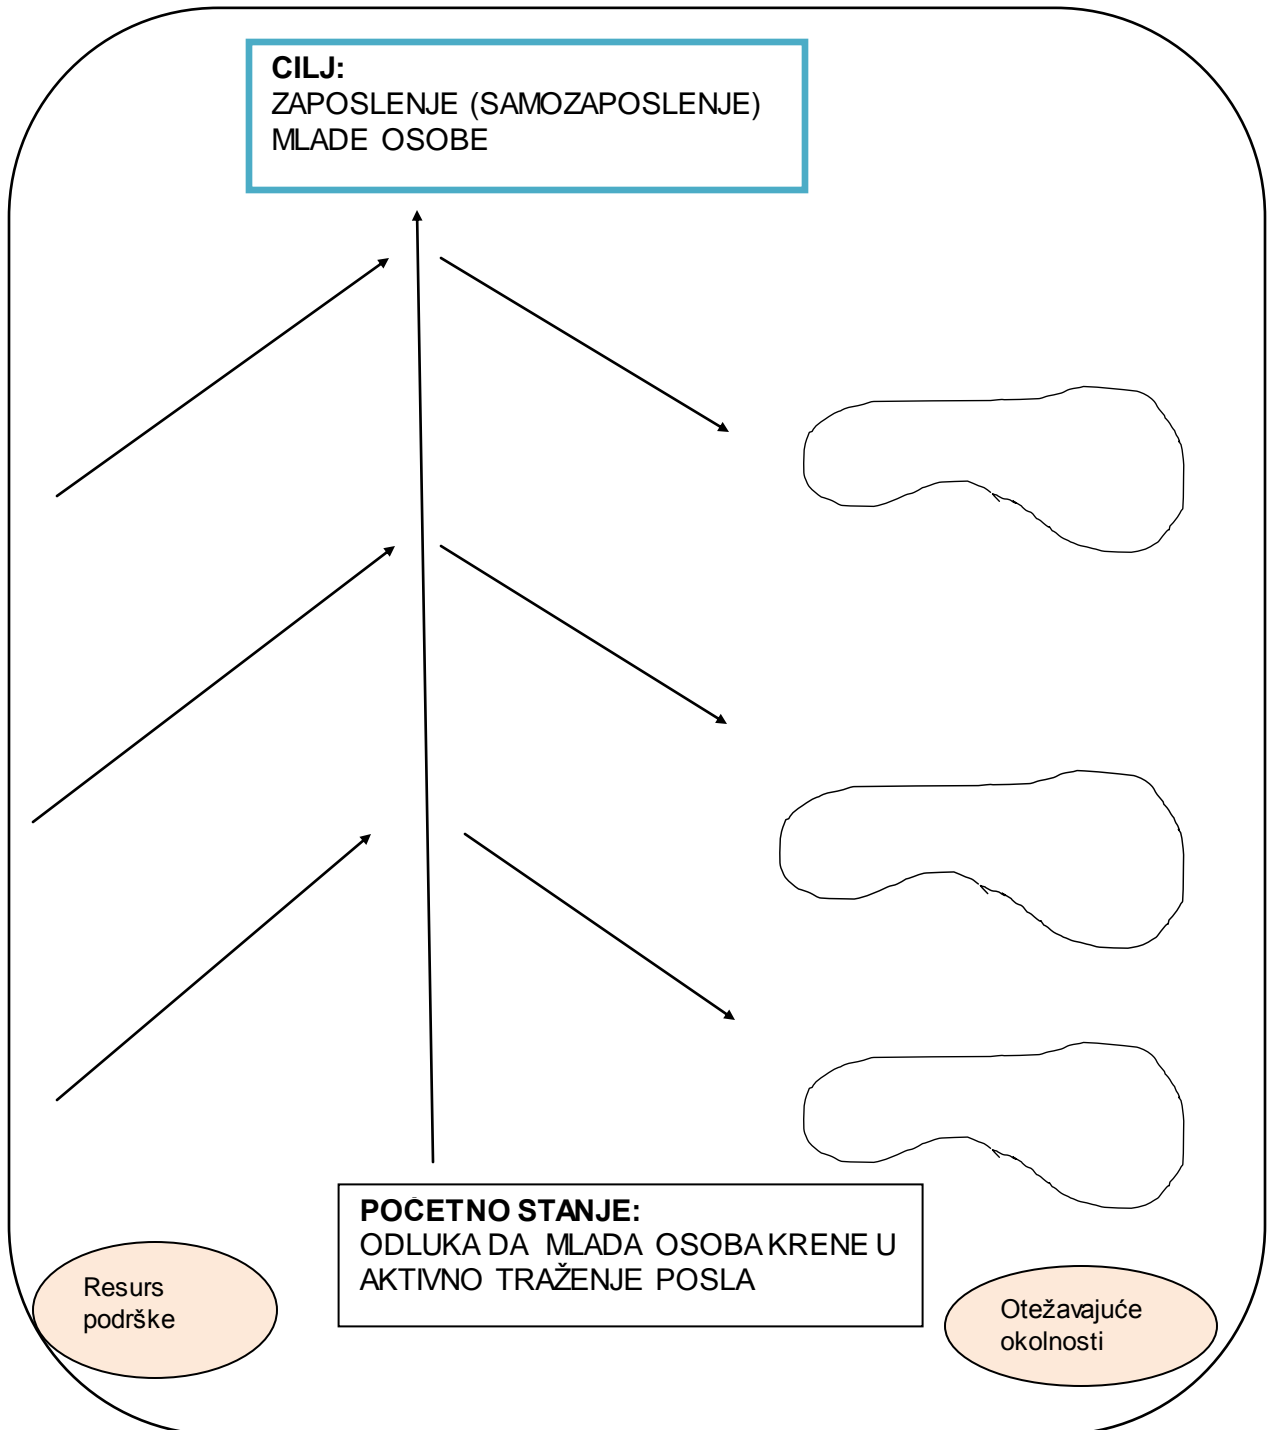 CILJ:
ZAPOSLENJE (SAMOZAPOSLENJE)
MLADE OSOBE
POČETNO STANJE:
ODLUKA DA MLADA OSOBA KRENE U
AKTIVNO TRAŽENJE POSLA
Resurs
podrške
Otežavajuće
okolnosti